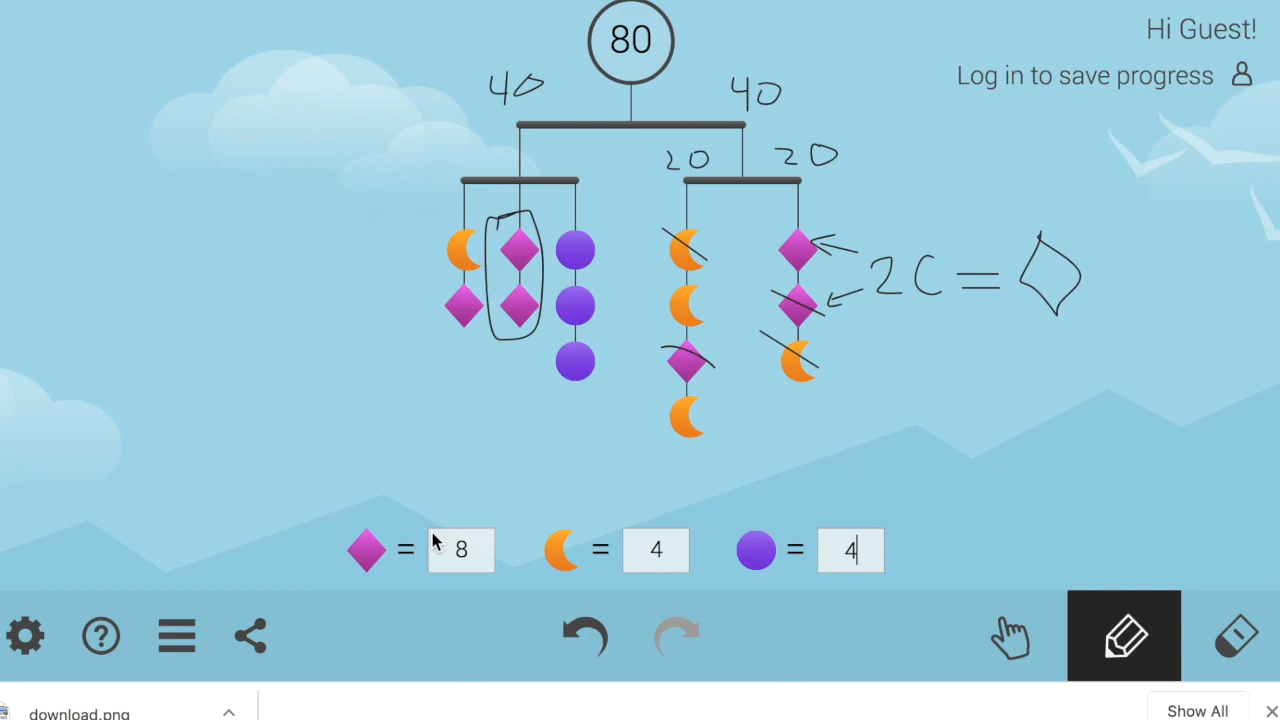 80
Hi Guest!
Log in to save progress
40 40
20 20
2C =
= 8 = 4 = 4
download.png
Show All